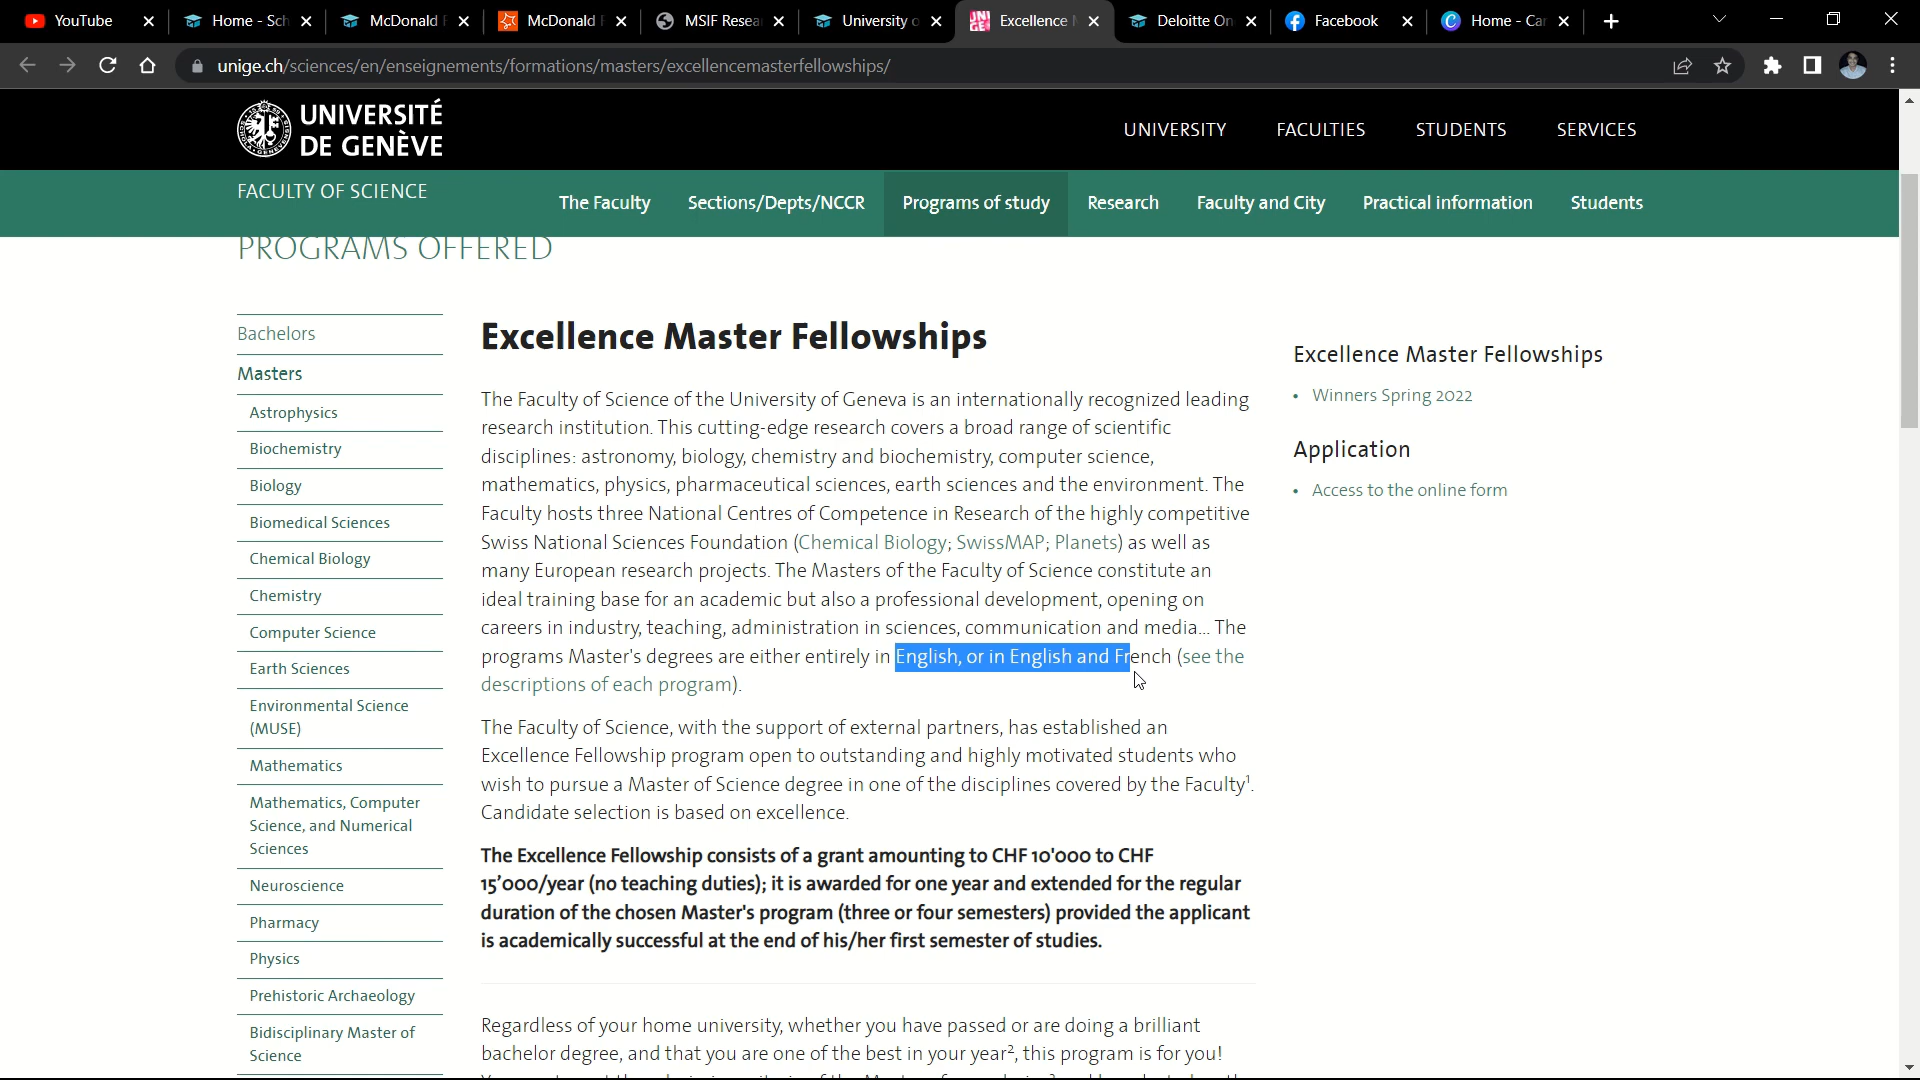 YouTube
Home - Sch
McDonald F
McDonald F
MSIF Resea
University o
Excellence M
Deloitte On
Facebook
Home - Can
unige.ch/sciences/en/enseignements/formations/masters/excellencemasterfellowships/
UNIVERSITÉ
DE GENÈVE
UNIVERSITY
FACULTIES
STUDENTS
SERVICES
FACULTY OF SCIENCE
The Faculty
Sections/Depts/NCCR
Programs of study
Research
Faculty and City
Practical information
Students
PROGRAMS OFFERED
Bachelors
Masters
Astrophysics
Biochemistry
Biology
Biomedical Sciences
Chemical Biology
Chemistry
Computer Science
Earth Sciences
Environmental Science
(MUSE)
Mathematics
Mathematics, Computer
Science, and Numerical
Sciences
Neuroscience
Pharmacy
Physics
Prehistoric Archaeology
Bidisciplinary Master of
Science
Excellence Master Fellowships
The Faculty of Science of the University of Geneva is an internationally recognized leading
research institution. This cutting-edge research covers a broad range of scientific
disciplines: astronomy, biology, chemistry and biochemistry, computer science,
mathematics, physics, pharmaceutical sciences, earth sciences and the environment. The
Faculty hosts three National Centres of Competence in Research of the highly competitive
Swiss National Sciences Foundation (Chemical Biology; SwissMAP; Planets) as well as
many European research projects. The Masters of the Faculty of Science constitute an
ideal training base for an academic but also a professional development, opening on
careers in industry, teaching, administration in sciences, communication and media... The
programs Master's degrees are either entirely in English, or in English and French (see the
descriptions of each program).
The Faculty of Science, with the support of external partners, has established an
Excellence Fellowship program open to outstanding and highly motivated students who
wish to pursue a Master of Science degree in one of the disciplines covered by the Faculty¹.
Candidate selection is based on excellence.
The Excellence Fellowship consists of a grant amounting to CHF 10'000 to CHF
15’000/year (no teaching duties); it is awarded for one year and extended for the regular
duration of the chosen Master's program (three or four semesters) provided the applicant
is academically successful at the end of his/her first semester of studies.
Regardless of your home university, whether you have passed or are doing a brilliant
bachelor degree, and that you are one of the best in your year², this program is for you!
Excellence Master Fellowships
• Winners Spring 2022
Application
• Access to the online form